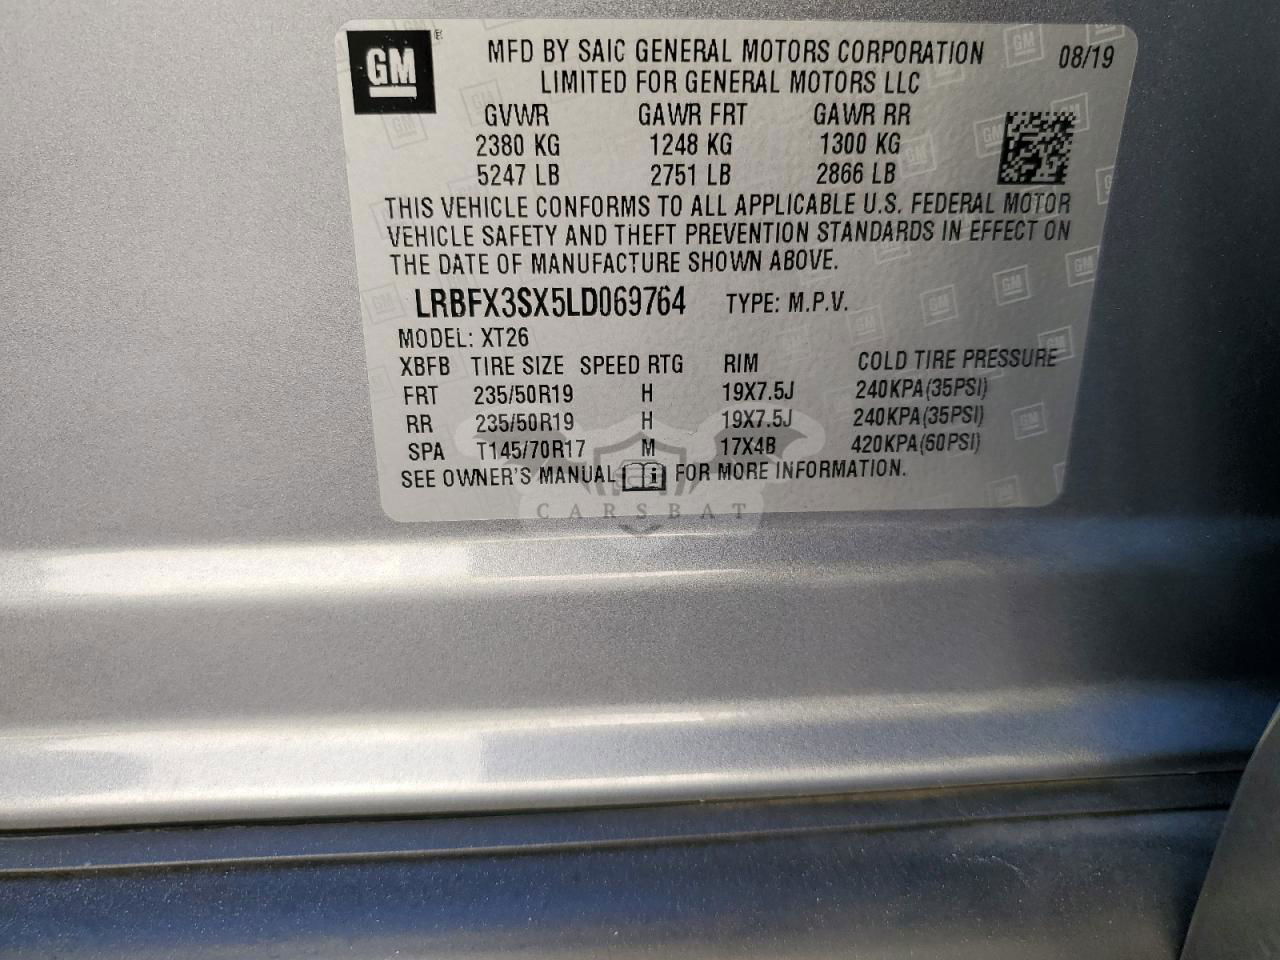 GM ®
MFD BY SAIC GENERAL MOTORS CORPORATION 08/19
LIMITED FOR GENERAL MOTORS LLC
GVWR GAWR FRT GAWR RR
2380 KG 1248 KG 1300 KG
5247 LB 2751 LB 2866 LB
THIS VEHICLE CONFORMS TO ALL APPLICABLE U.S. FEDERAL MOTOR
VEHICLE SAFETY AND THEFT PREVENTION STANDARDS IN EFFECT ON
THE DATE OF MANUFACTURE SHOWN ABOVE.
LRBFX3SX5LD069764 TYPE: M.P.V.
MODEL: XT26
XBFB TIRE SIZE SPEED RTG RIM COLD TIRE PRESSURE
FRT 235/50R19 H 19X7.5J 240KPA(35PSI)
RR 235/50R19 H 19X7.5J 240KPA(35PSI)
SPA T145/70R17 M 17X4B 420KPA(60PSI)
SEE OWNER'S MANUAL FOR MORE INFORMATION.
CARSBAT